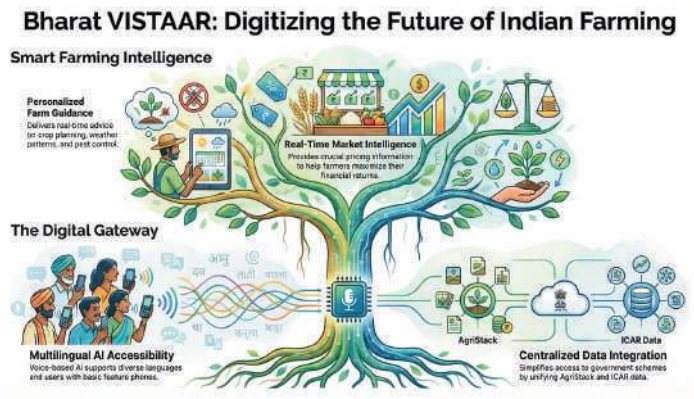 Bharat VISTAAR: Digitizing the Future of Indian Farming
Smart Farming Intelligence
Personalized
Farm Guidance
Delivers real-time advice
on crop planning, weather
patterns, and pest control.
Real-Time Market Intelligence
Provides crucial pricing information
to help farmers maximize their
financial returns.
The Digital Gateway
Multilingual AI Accessibility
Voice-based AI supports diverse languages
and users with basic feature phones.
AgriStack
ICAR Data
Centralized Data Integration
Simplifies access to government schemes
by unifying AgriStack and ICAR data.